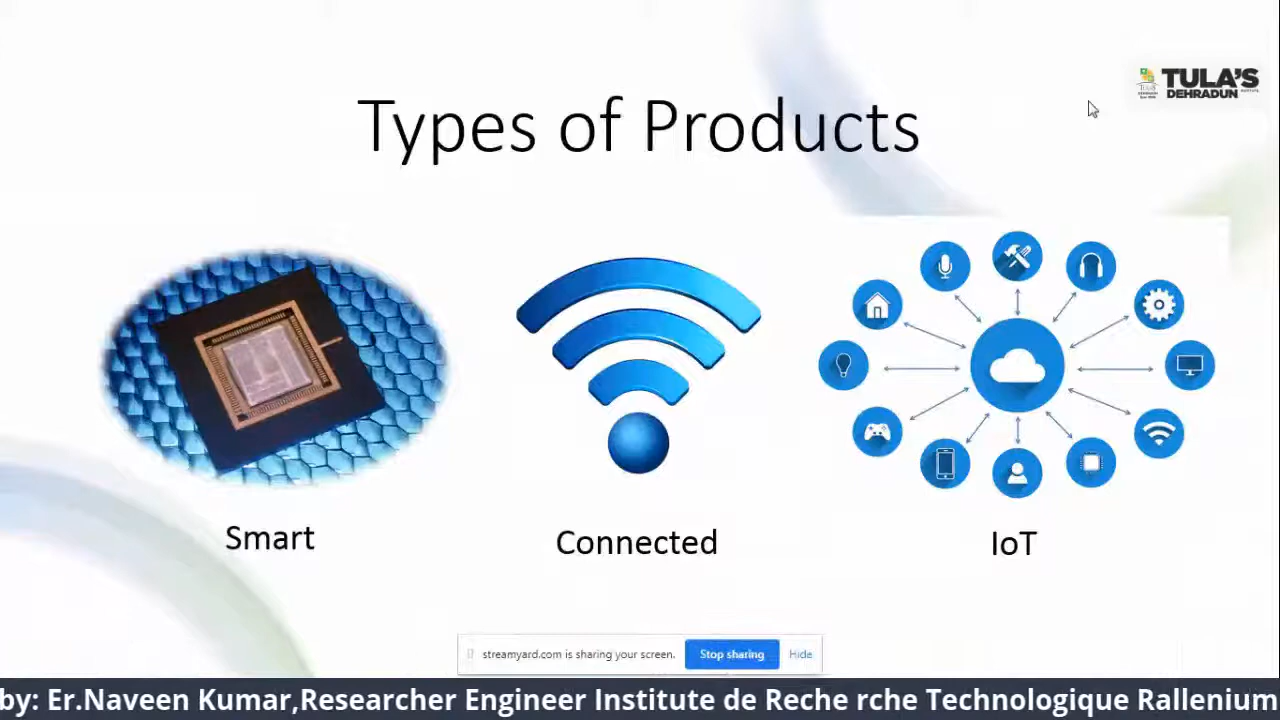 TULA'S
DEHRADUN
Types of Products
Smart
Connected
IoT
streamyard.com is sharing your screen.
Stop sharing
Hide
by: Er.Naveen Kumar,Researcher Engineer Institute de Reche rche Technologique Rallenium